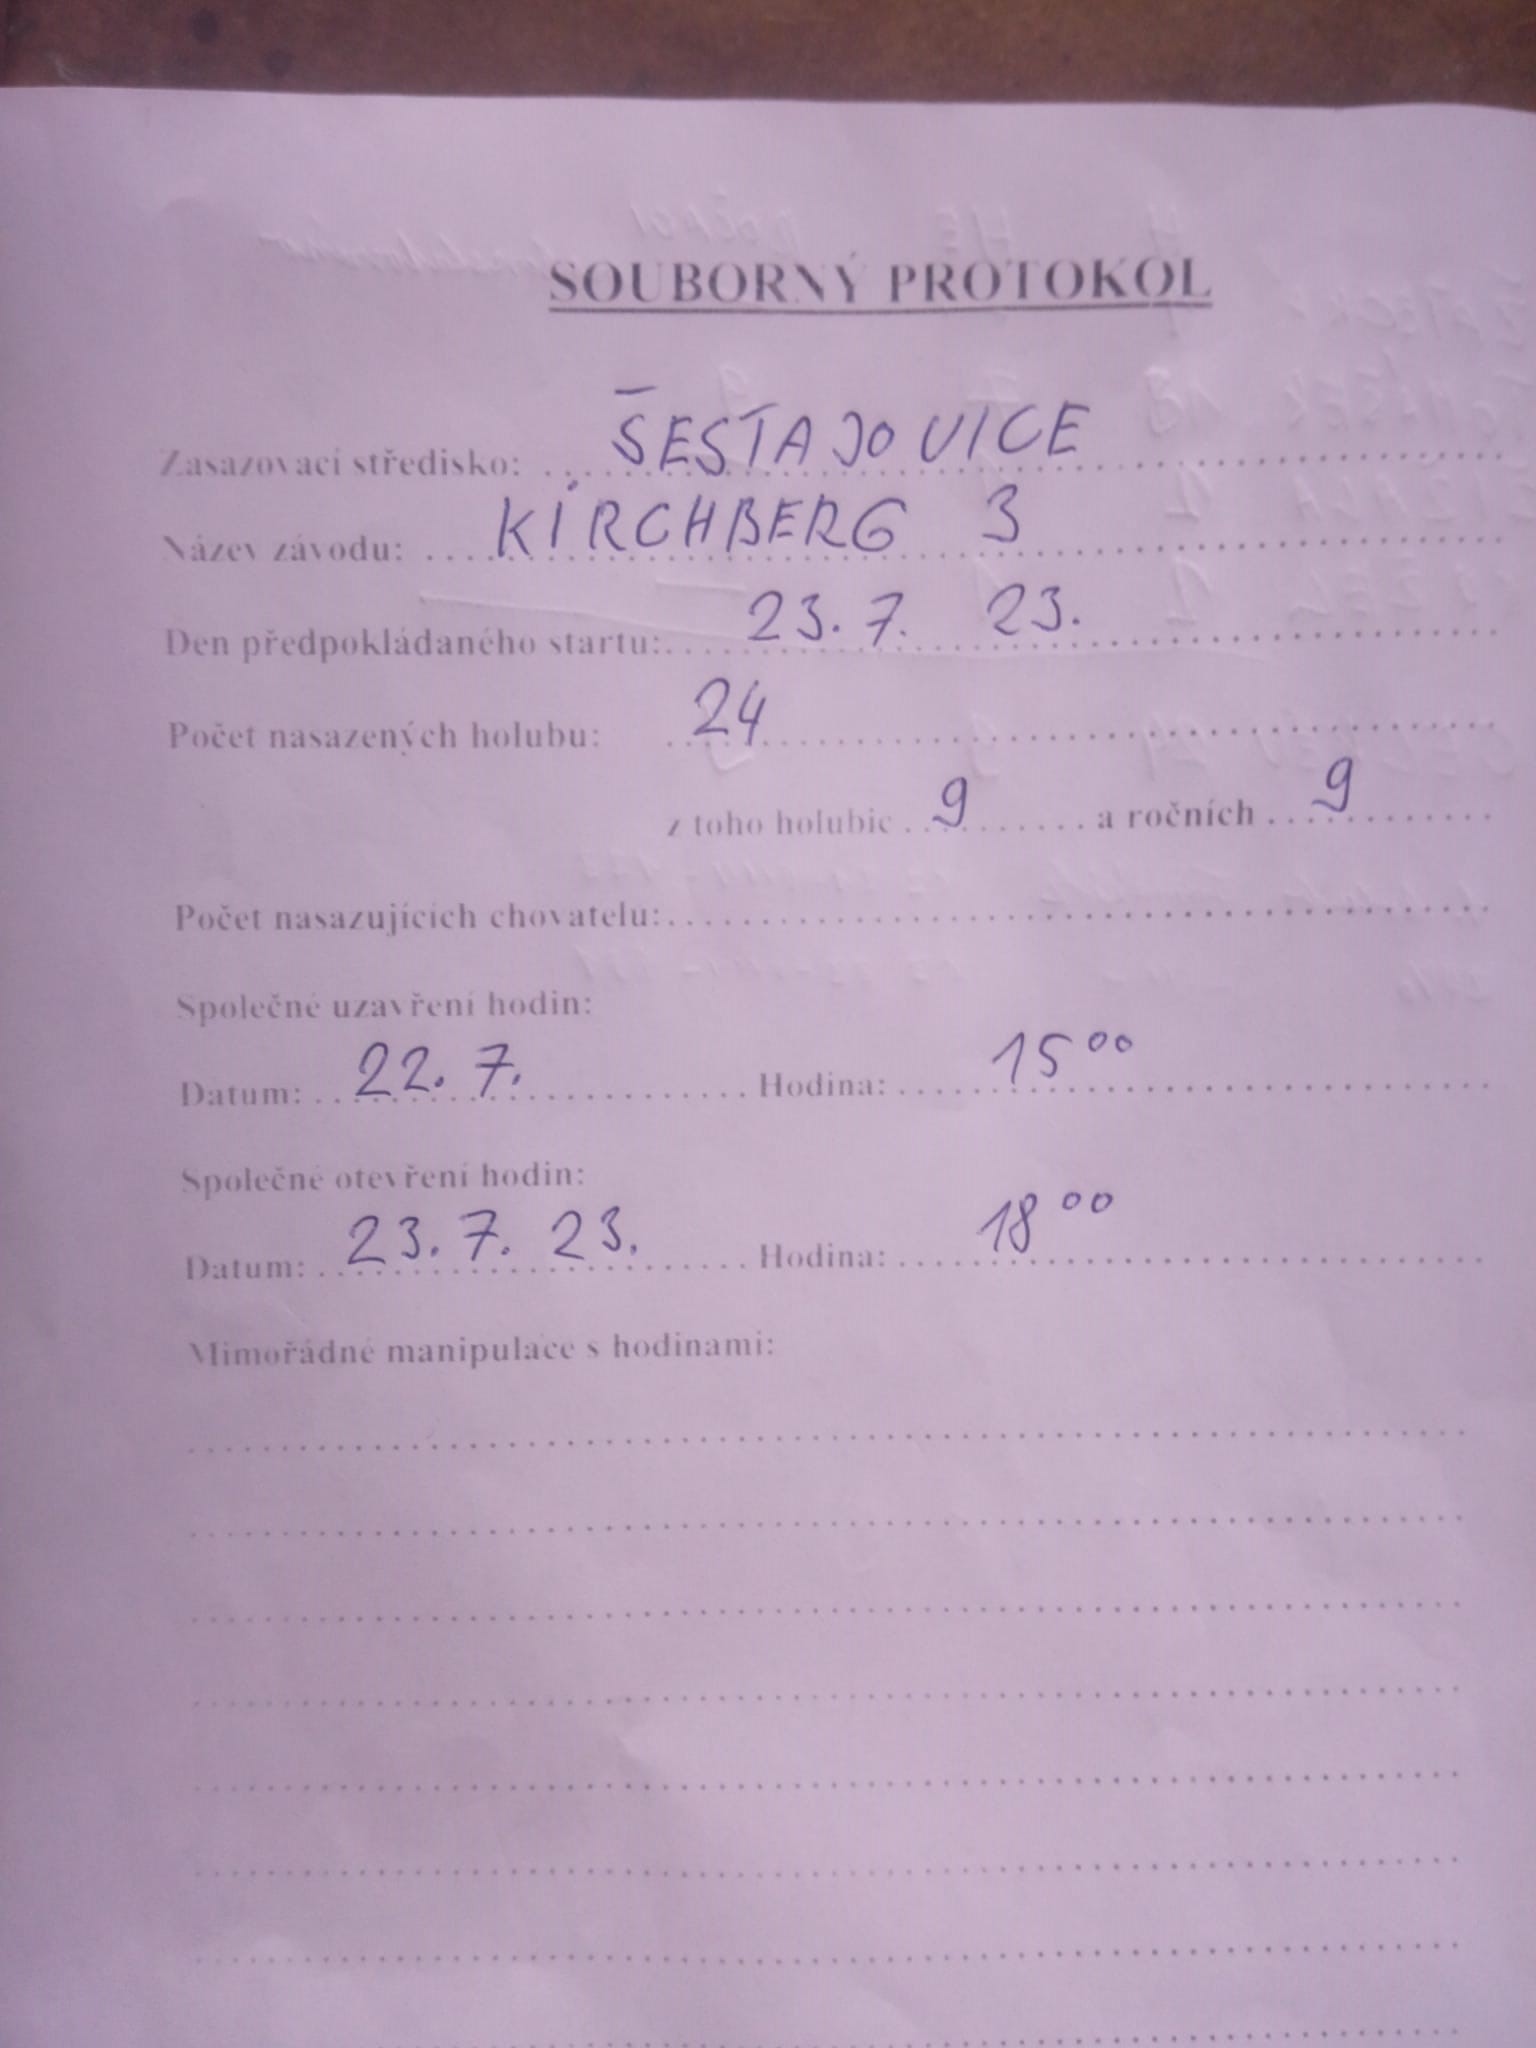 SOUBORNÝ PROTOKOL
Zasazovací středisko: ŠESTAJOVICE
Název závodu: KIRCHBERG 3
Den předpokládaného startu: 23. 7. 23.
Počet nasazených holubu: 24
z toho holubic 9 a ročních 9
Počet nasazujících chovatelu:
Společné uzavření hodin:
Datum: 22. 7. Hodina: 15⁰⁰
Společné otevření hodin:
Datum: 23. 7. 23. Hodina: 18⁰⁰
Mimořádné manipulace s hodinami: